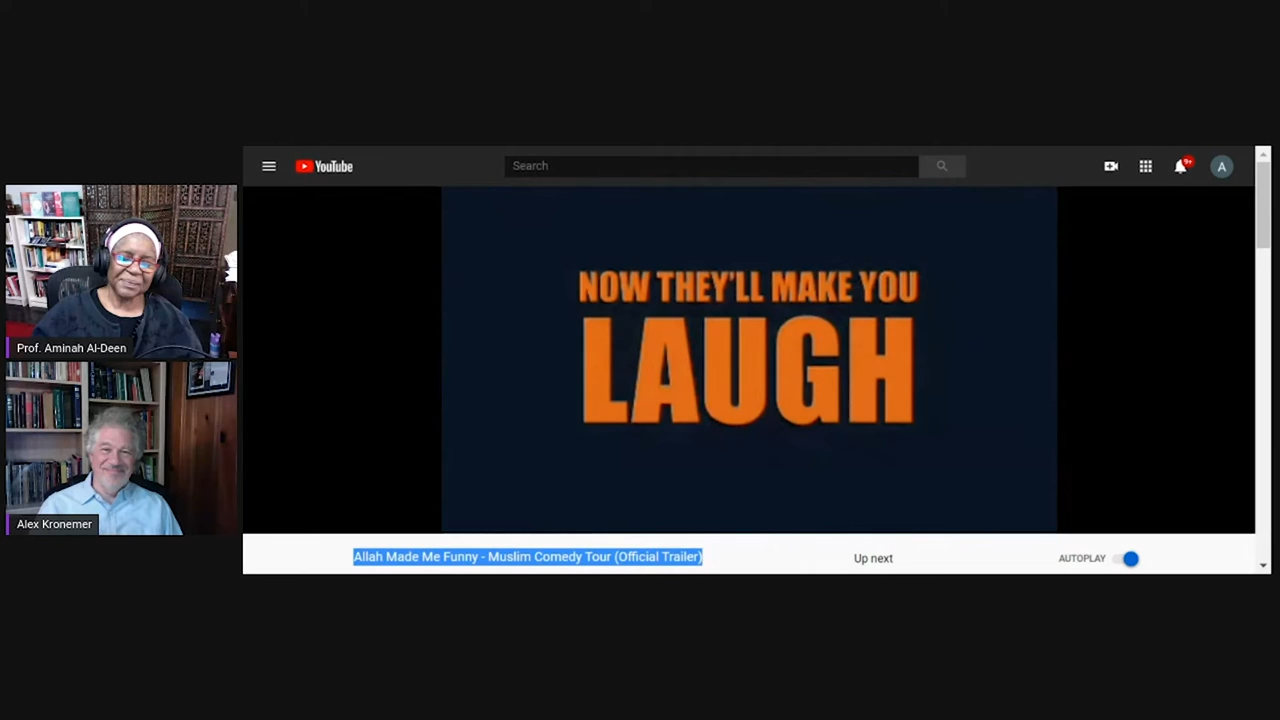 YouTube
Search
9+
A
NOW THEY'LL MAKE YOU
LAUGH
Prof. Aminah Al-Deen
Alex Kronemer
Allah Made Me Funny - Muslim Comedy Tour (Official Trailer)
Up next
AUTOPLAY